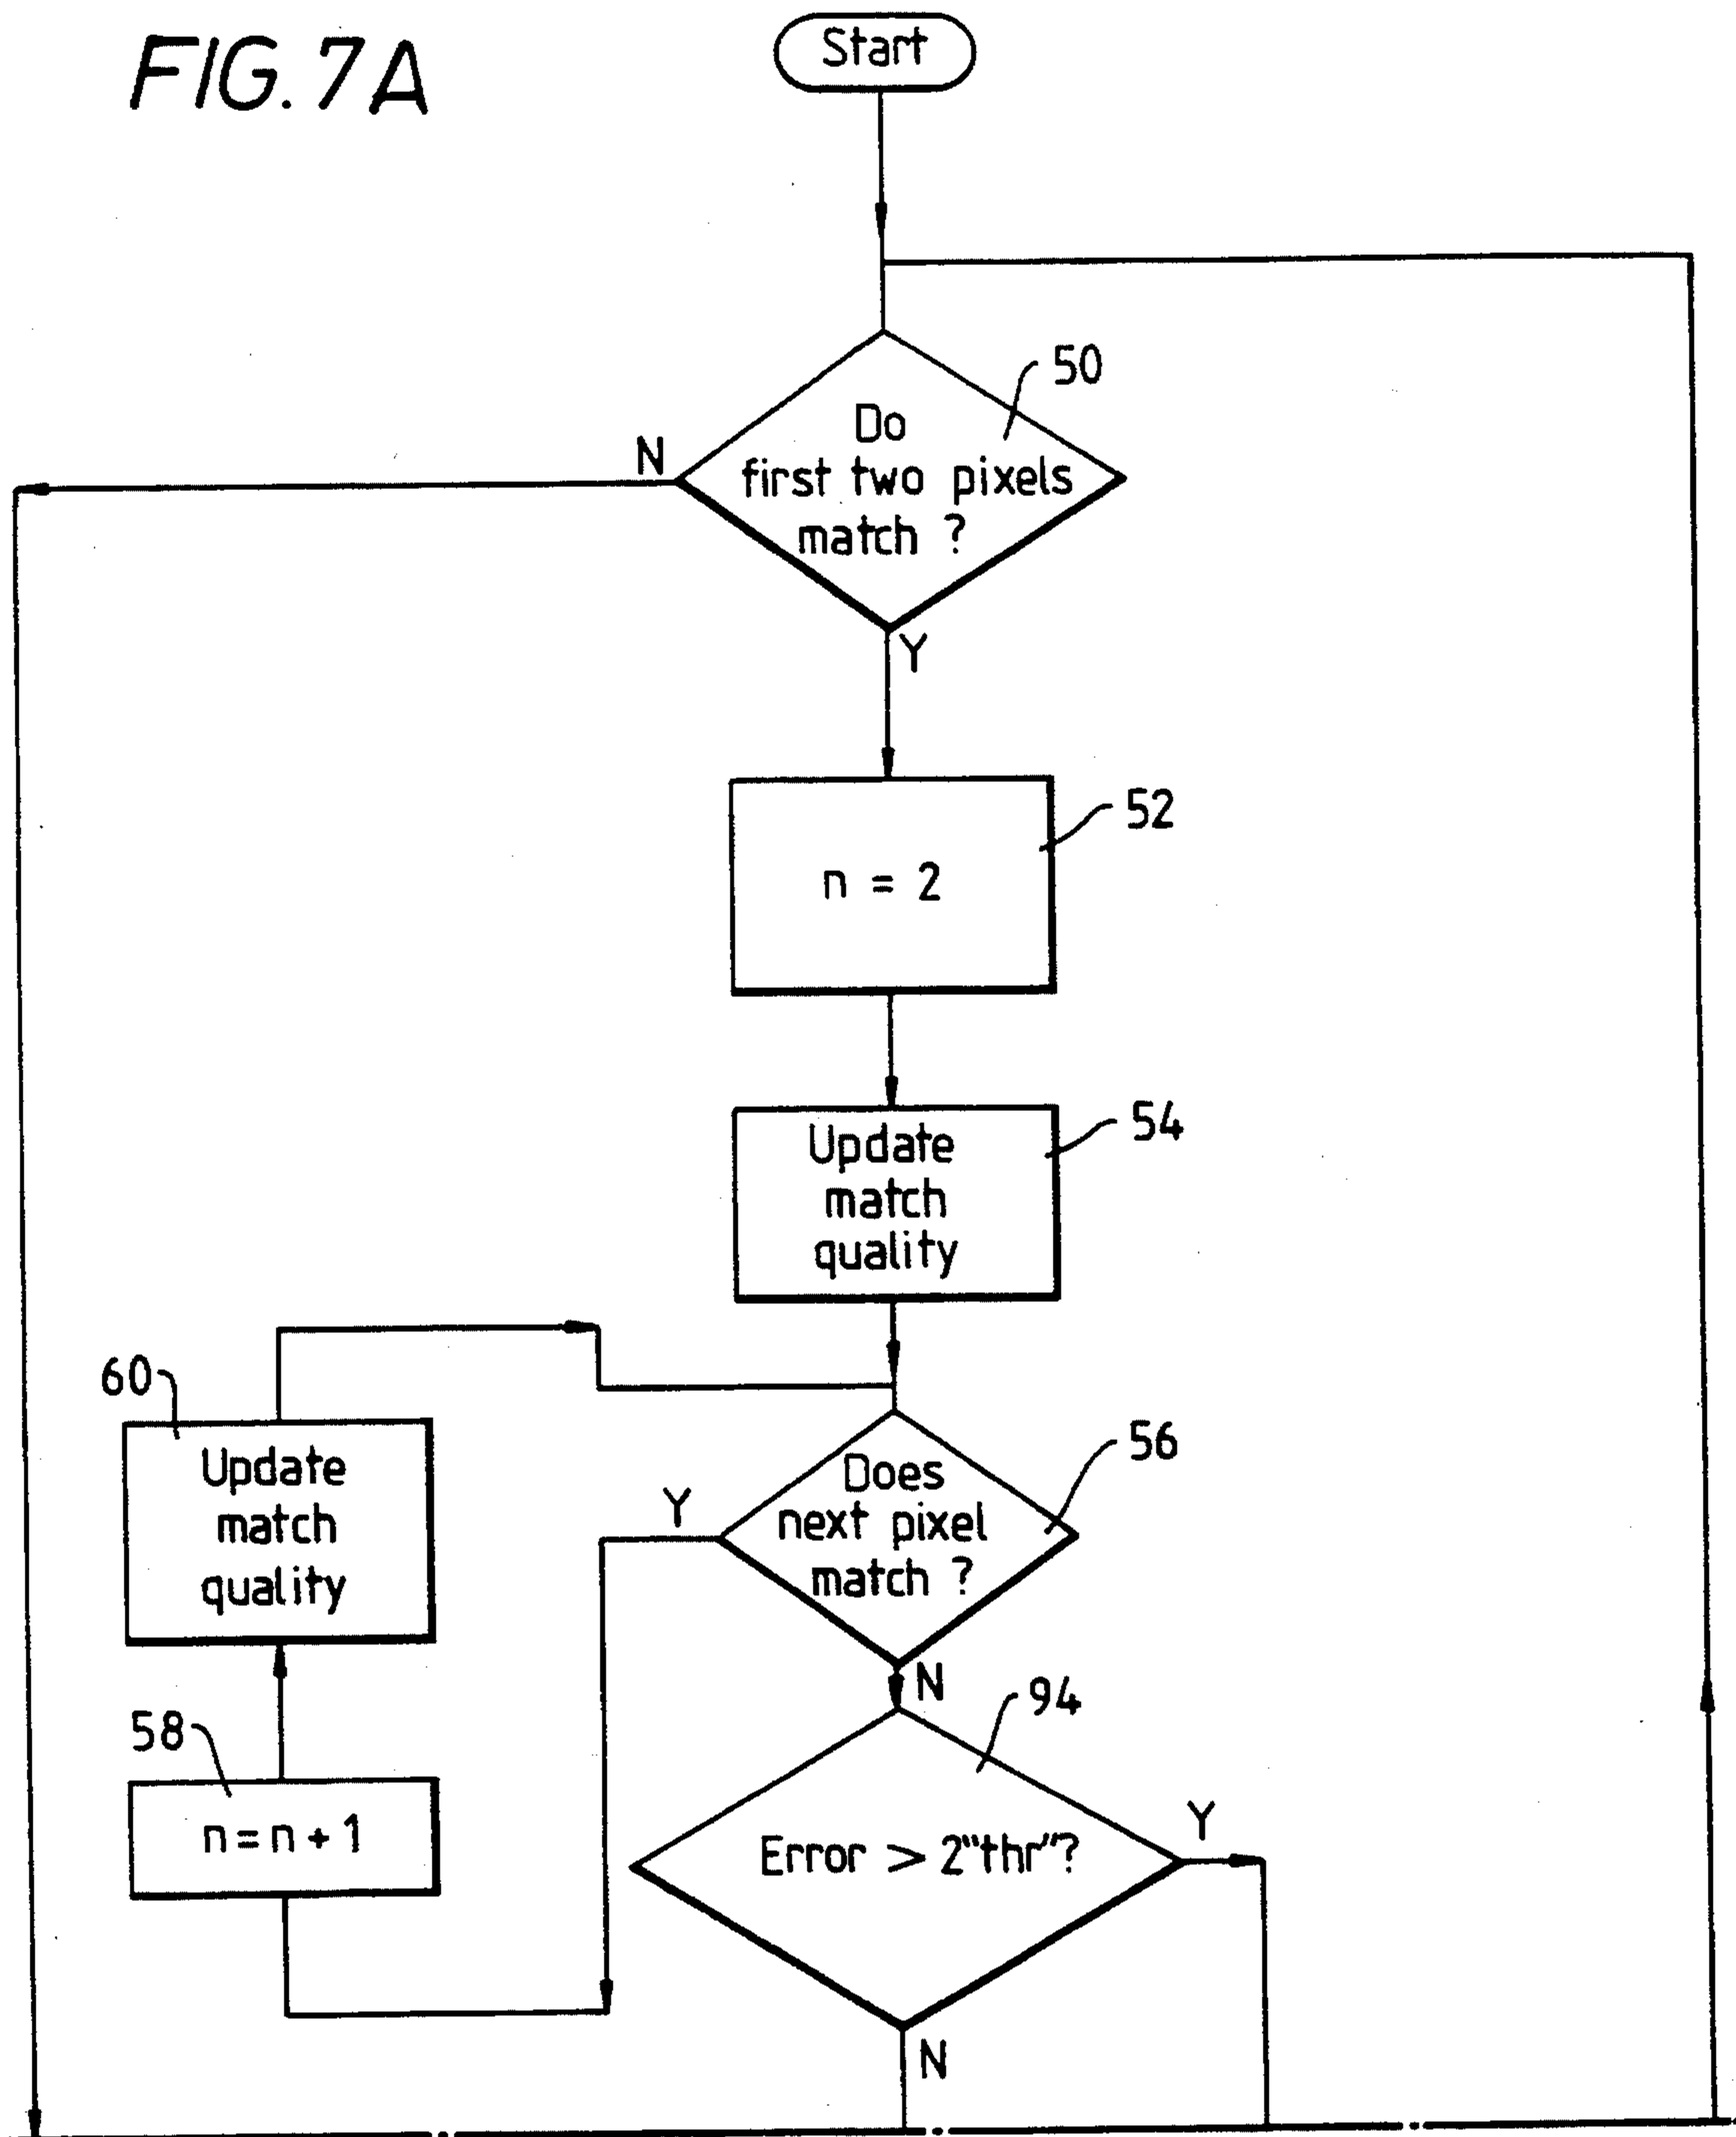 FIG. 7A
Start
50
Do
first two pixels
match ?
N
Y
52
n = 2
54
Update
match
quality
60
Update
match
quality
56
Does
next pixel
match ?
Y
N
58
n = n + 1
94
Error > 2"thr"?
Y
N